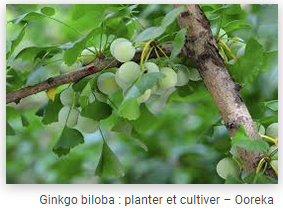 Ginkgo biloba : planter et cultiver – Ooreka